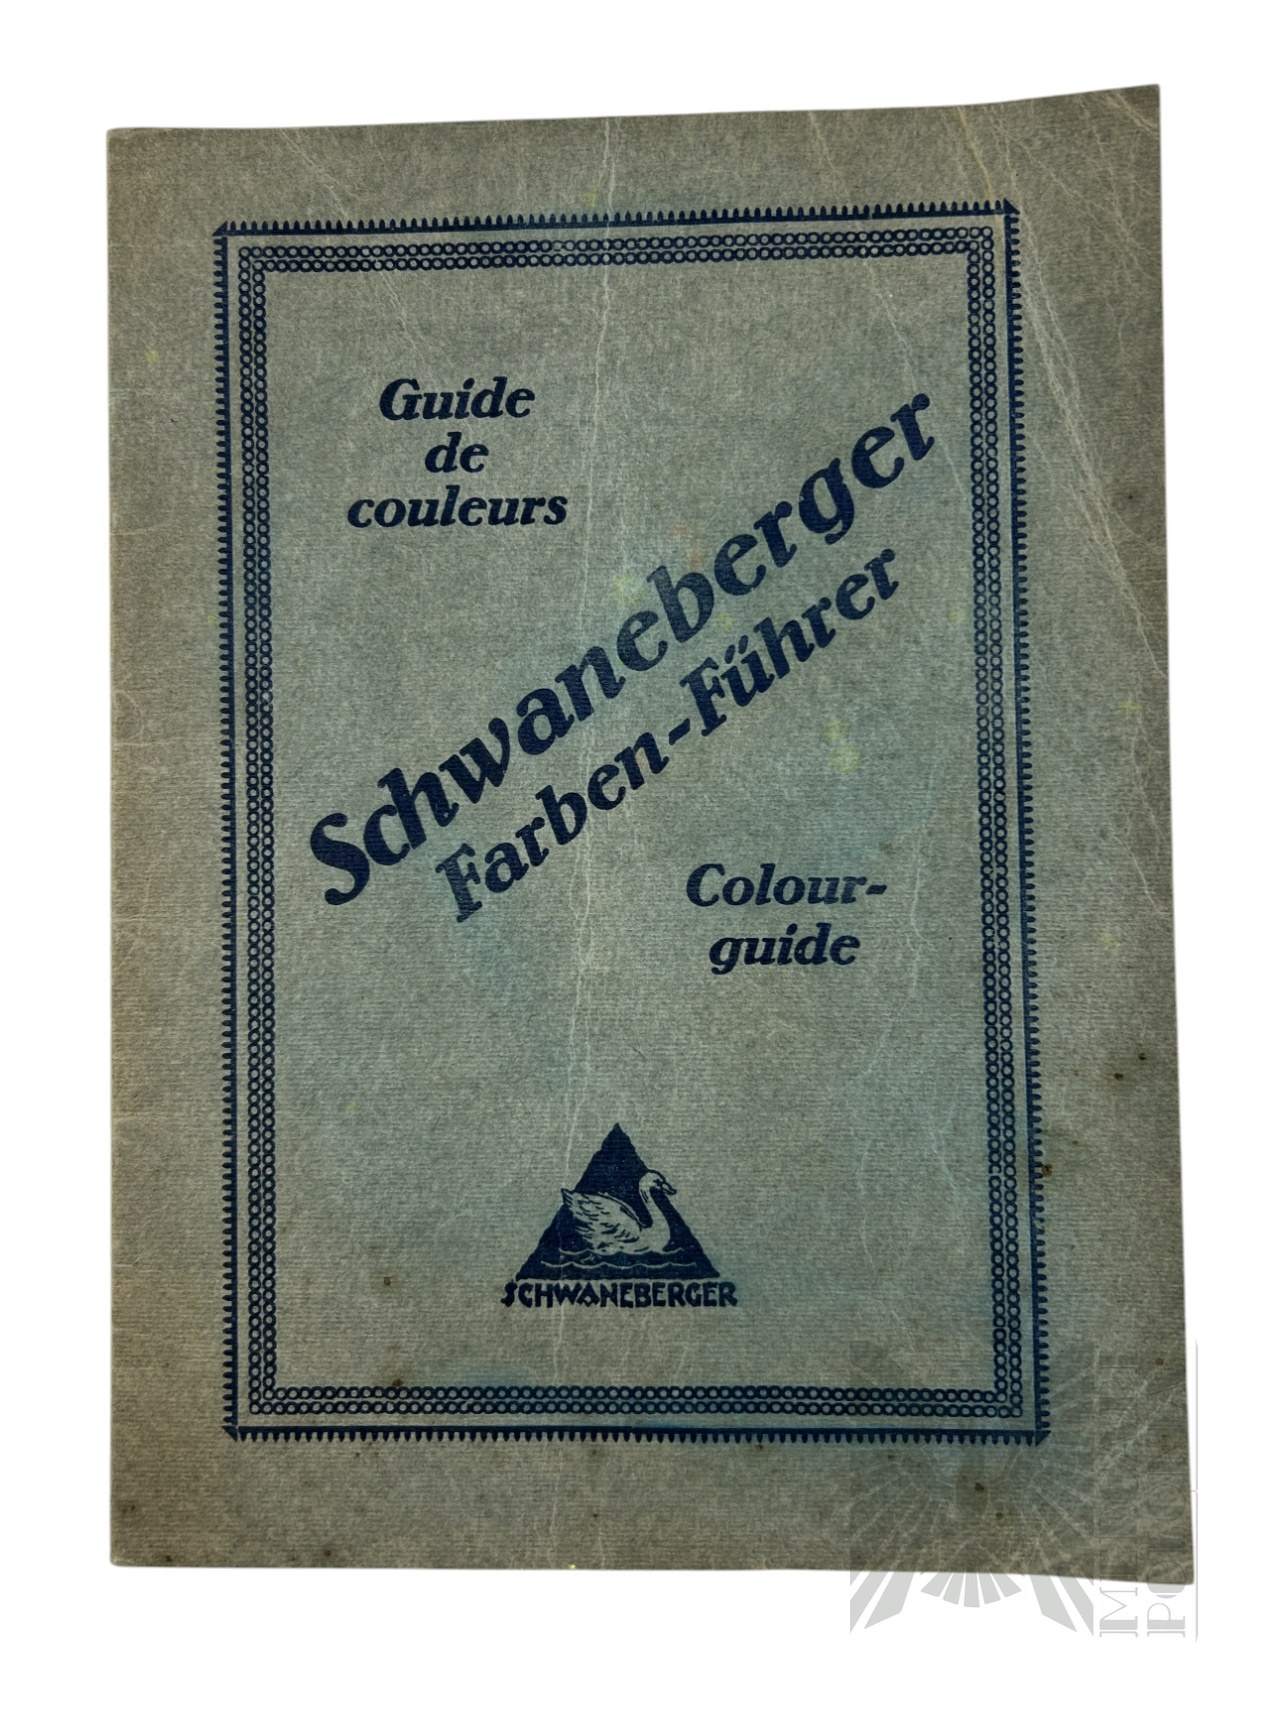 Guide
de
couleurs
Schwaneberger
Farben-Führer
Colour-
guide
SCHWANEBERGER